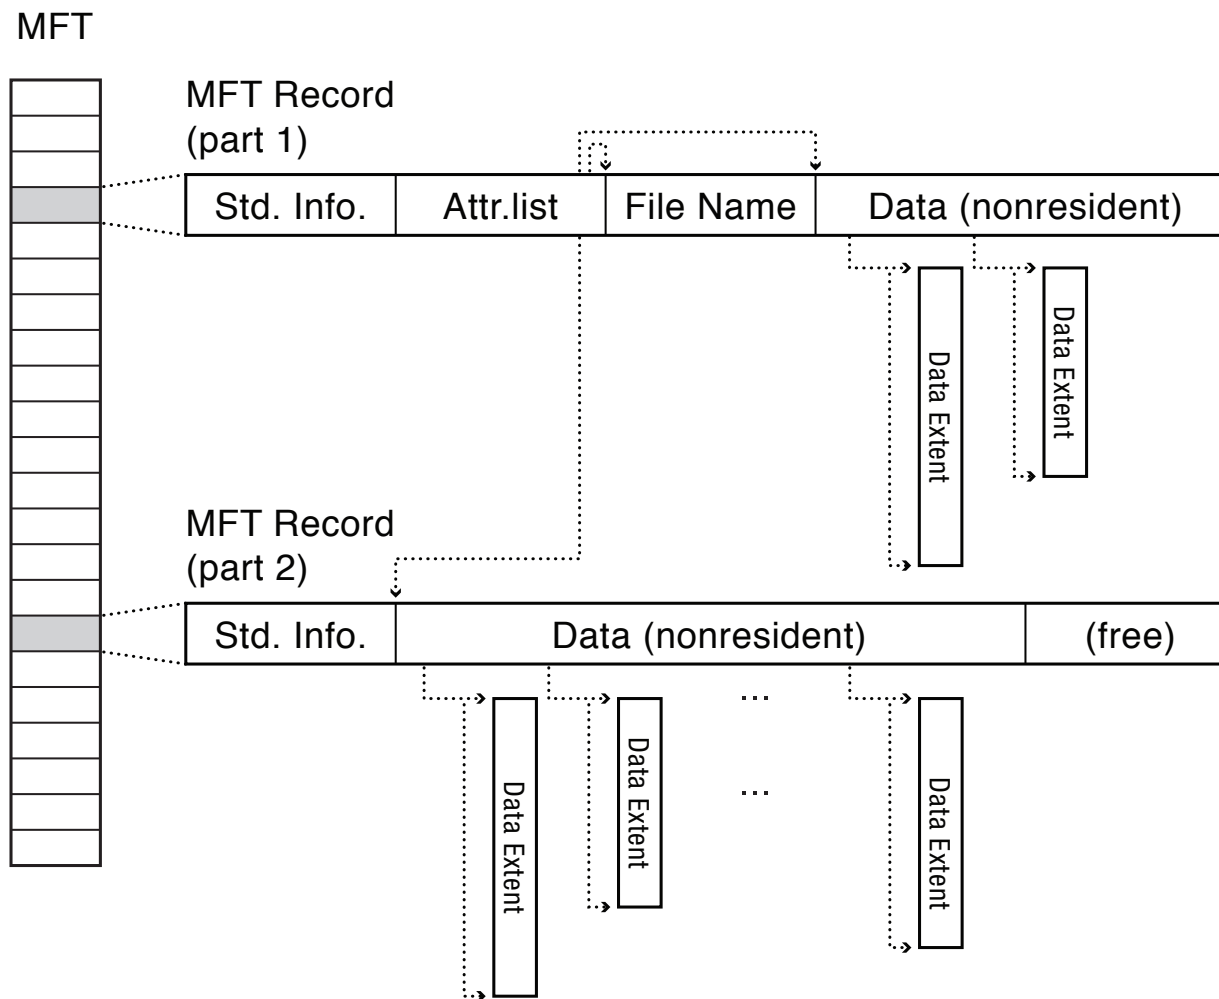 MFT
MFT Record
(part 1)
Std. Info.
Attr.list
File Name
Data (nonresident)
Data Extent
Data Extent
MFT Record
(part 2)
Std. Info.
Data (nonresident)
(free)
...
Data Extent
Data Extent
...
Data Extent